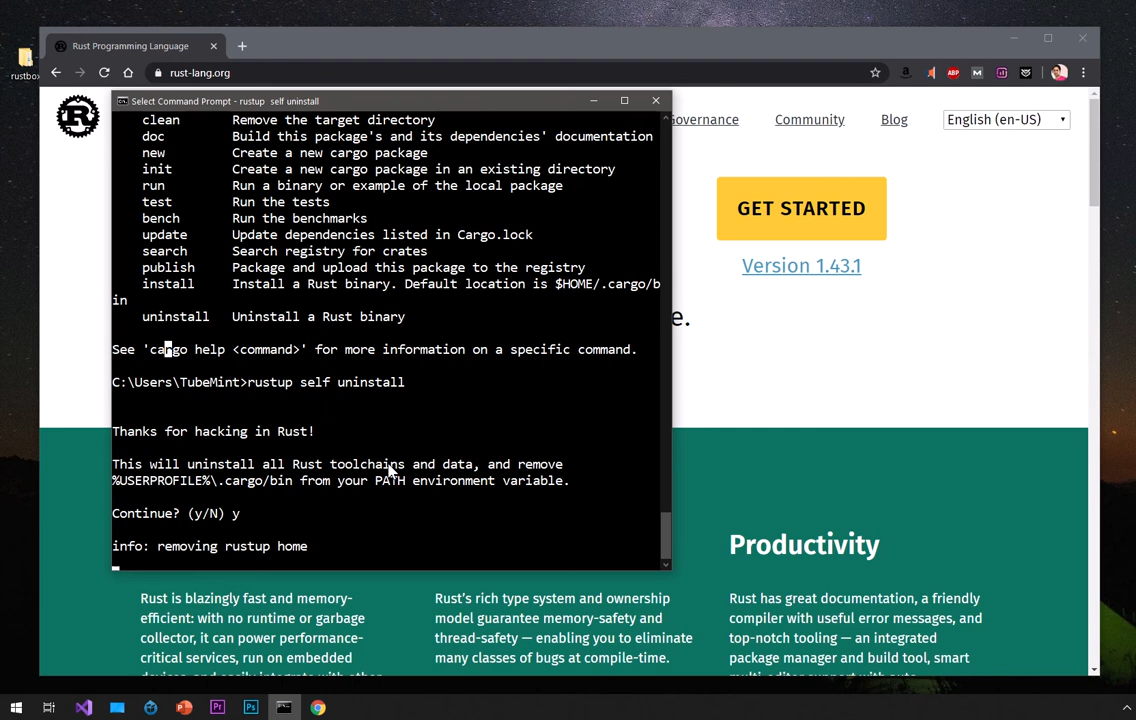 rustbox
Rust Programming Language
rust-lang.org
Select Command Prompt - rustup  self uninstall
Governance
Community
Blog
English (en-US)
clean       Remove the target directory
doc         Build this package's and its dependencies' documentation
new         Create a new cargo package
init        Create a new cargo package in an existing directory
run         Run a binary or example of the local package
test        Run the tests
bench       Run the benchmarks
update      Update dependencies listed in Cargo.lock
search      Search registry for crates
publish     Package and upload this package to the registry
install     Install a Rust binary. Default location is $HOME/.cargo/b
in
uninstall   Uninstall a Rust binary
See 'cargo help <command>' for more information on a specific command.
C:\Users\TubeMint>rustup self uninstall
Thanks for hacking in Rust!
This will uninstall all Rust toolchains and data, and remove
%USERPROFILE%\.cargo/bin from your PATH environment variable.
Continue? (y/N) y
info: removing rustup home
GET STARTED
Version 1.43.1
e.
Rust is blazingly fast and memory-
efficient: with no runtime or garbage
collector, it can power performance-
critical services, run on embedded
devices, and easily integrate with other
Rust's rich type system and ownership
model guarantee memory-safety and
thread-safety — enabling you to eliminate
many classes of bugs at compile-time.
Productivity
Rust has great documentation, a friendly
compiler with useful error messages, and
top-notch tooling — an integrated
package manager and build tool, smart
multi-editor support with auto-